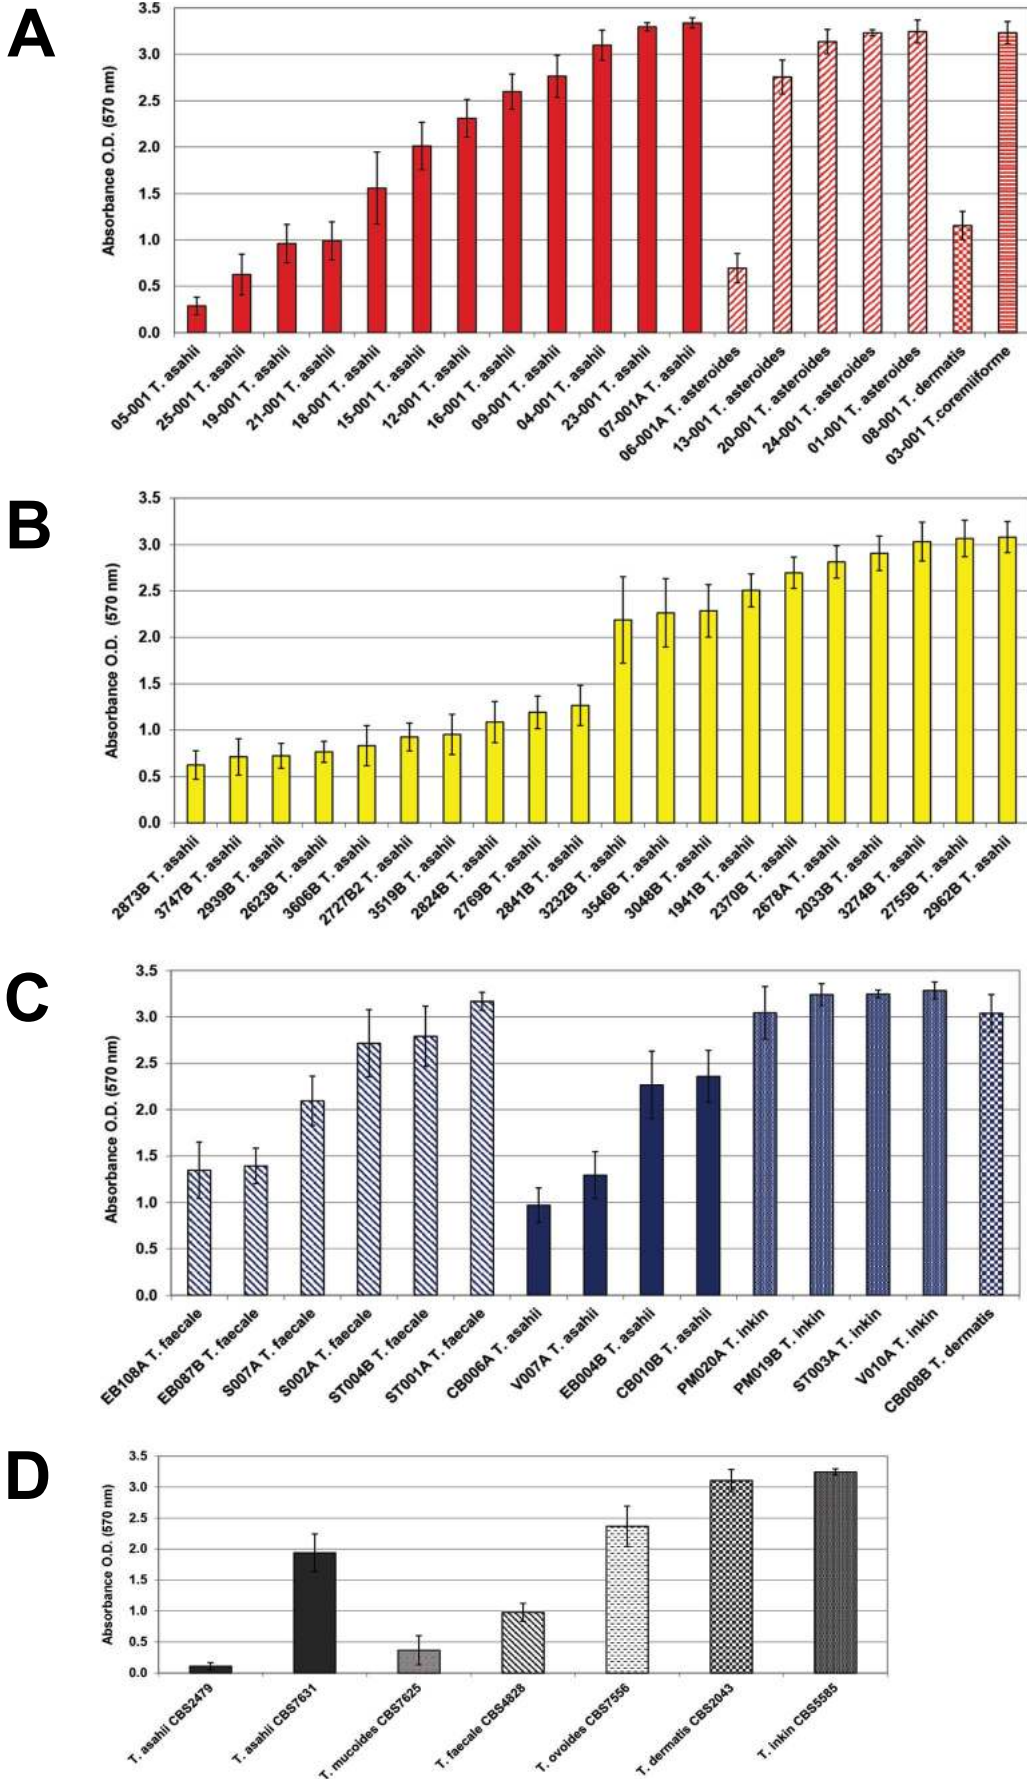 A
Absorbance O.D. (570 nm)
3.5
3.0
2.5
2.0
1.5
1.0
0.5
0.0
05-001 T. asahii
25-001 T. asahii
19-001 T. asahii
21-001 T. asahii
18-001 T. asahii
15-001 T. asahii
12-001 T. asahii
16-001 T. asahii
09-001 T. asahii
04-001 T. asahii
23-001 T. asahii
07-001A T. asahii
06-001A T. asteroides
13-001 T. asteroides
20-001 T. asteroides
24-001 T. asteroides
01-001 T. asteroides
08-001 T. dermatis
03-001 T.coremiiforme
B
Absorbance O.D. (570 nm)
3.5
3.0
2.5
2.0
1.5
1.0
0.5
0.0
2873B T. asahii
3747B T. asahii
2939B T. asahii
2623B T. asahii
3606B T. asahii
2727B2 T. asahii
3519B T. asahii
2824B T. asahii
2769B T. asahii
2841B T. asahii
3232B T. asahii
3546B T. asahii
3048B T. asahii
1941B T. asahii
2370B T. asahii
2678A T. asahii
2033B T. asahii
3274B T. asahii
2755B T. asahii
2962B T. asahii
C
Absorbance O.D. (570 nm)
3.5
3.0
2.5
2.0
1.5
1.0
0.5
0.0
EB108A T. faecale
EB087B T. faecale
S007A T. faecale
S002A T. faecale
ST004B T. faecale
ST001A T. faecale
CB006A T. asahii
V007A T. asahii
EB004B T. asahii
CB010B T. asahii
PM020A T. inkin
PM019B T. inkin
ST003A T. inkin
V010A T. inkin
CB008B T. dermatis
D
Absorbance O.D. (570 nm)
3.5
3.0
2.5
2.0
1.5
1.0
0.5
0.0
T. asahii CBS2479
T. asahii CBS7631
T. mucoides CBS7625
T. faecale CBS4828
T. ovoides CBS7556
T. dermatis CBS2043
T. inkin CBS5585